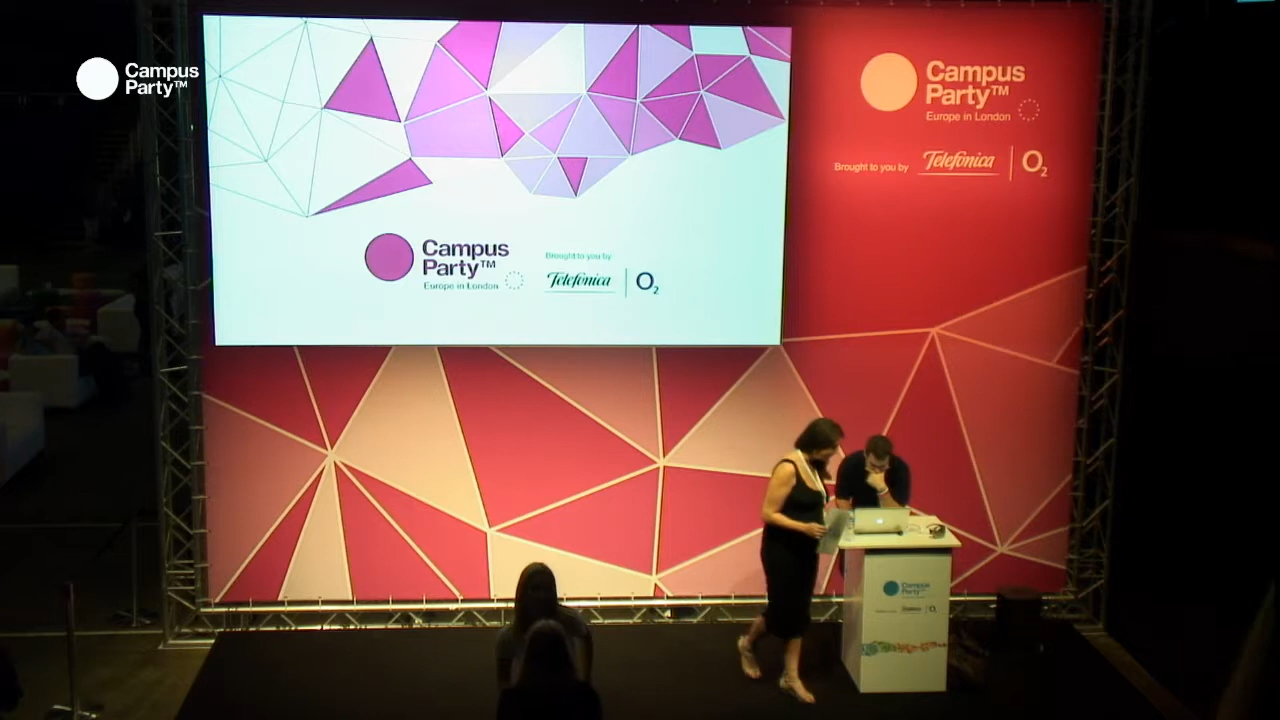 Campus
Party™
Campus
Party™
Europe in London
Brought to you by
Telefónica
O2
Campus
Party™
Europe in London
Brought to you by
Telefónica
O2
Campus
Party™